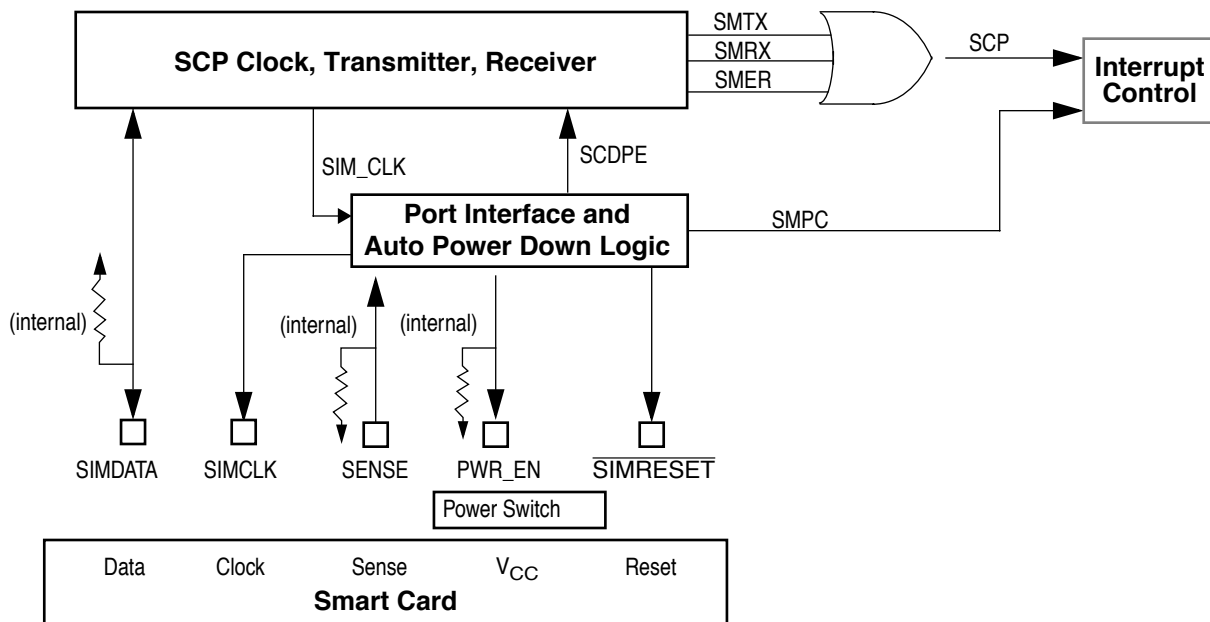 SCP Clock, Transmitter, Receiver
SMTX
SMRX
SMER
SCP
Interrupt
Control
SIM_CLK
SCDPE
Port Interface and
Auto Power Down Logic
SMPC
(internal)
(internal)
(internal)
SIMDATA
SIMCLK
SENSE
PWR_EN
SIMRESET
Power Switch
Data
Clock
Sense
VCC
Reset
Smart Card